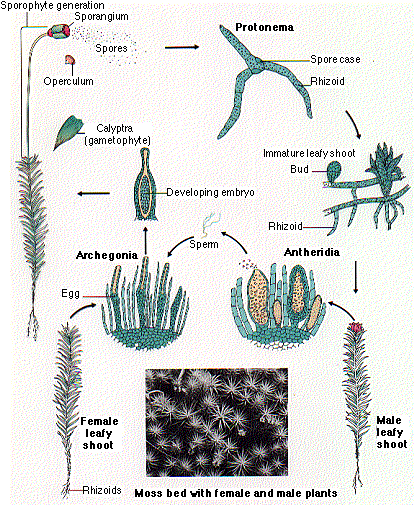 Sporophyte generation
Sporangium
Spores
Operculum
Protonema
Spore case
Rhizoid
Calyptra
(gametophyte)
Immature leafy shoot
Bud
Developing embryo
Rhizoid
Sperm
Archegonia
Antheridia
Egg
Female
leafy
shoot
Male
leafy
shoot
Rhizoids
Moss bed with female and male plants